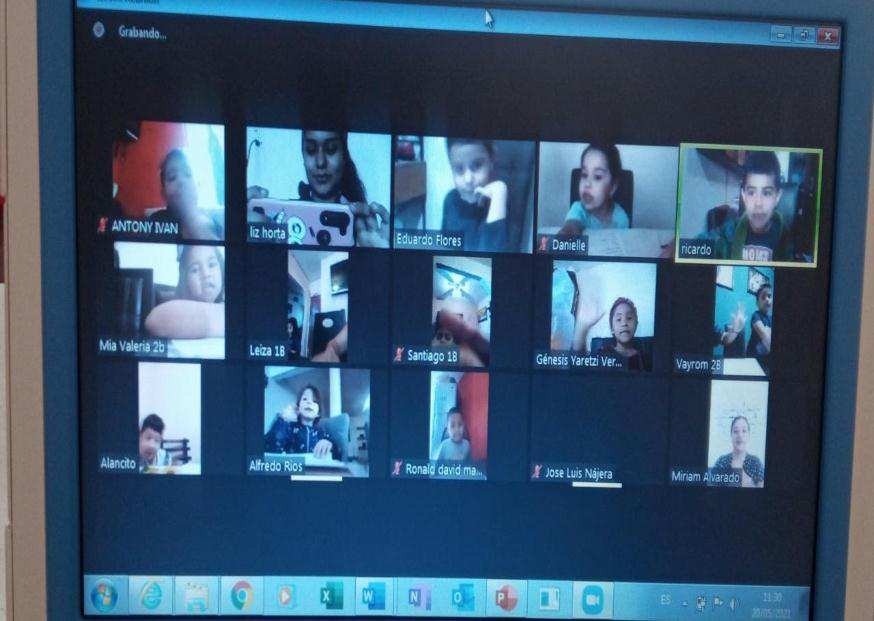 Grabando...
ANTONY IVAN
liz horta
Eduardo Flores
Danielle
ricardo
Mia Valeria 2b
Leiza 1B
Santiago 1B
Génesis Yaretzi Ver...
Vayrom 2B
Alancito
Alfredo Rios
Ronald david ma...
Jose Luis Nájera
Miriam Alvarado
ES
11:30
20/05/2021